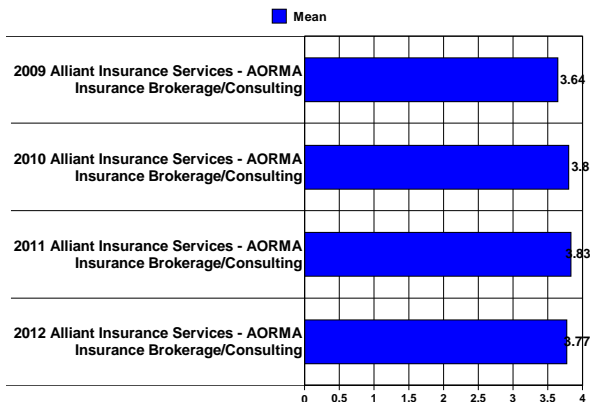 Mean
2009 Alliant Insurance Services - AORMA
Insurance Brokerage/Consulting
3.64
2010 Alliant Insurance Services - AORMA
Insurance Brokerage/Consulting
3.8
2011 Alliant Insurance Services - AORMA
Insurance Brokerage/Consulting
3.83
2012 Alliant Insurance Services - AORMA
Insurance Brokerage/Consulting
3.77
0 0.5 1 1.5 2 2.5 3 3.5 4